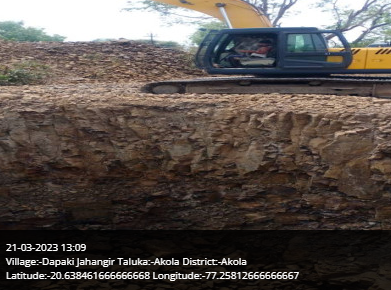 21-03-2023 13:09
Village:-Dapaki Jahangir Taluka:-Akola District:-Akola
Latitude:-20.638461666666668 Longitude:-77.25812666666667